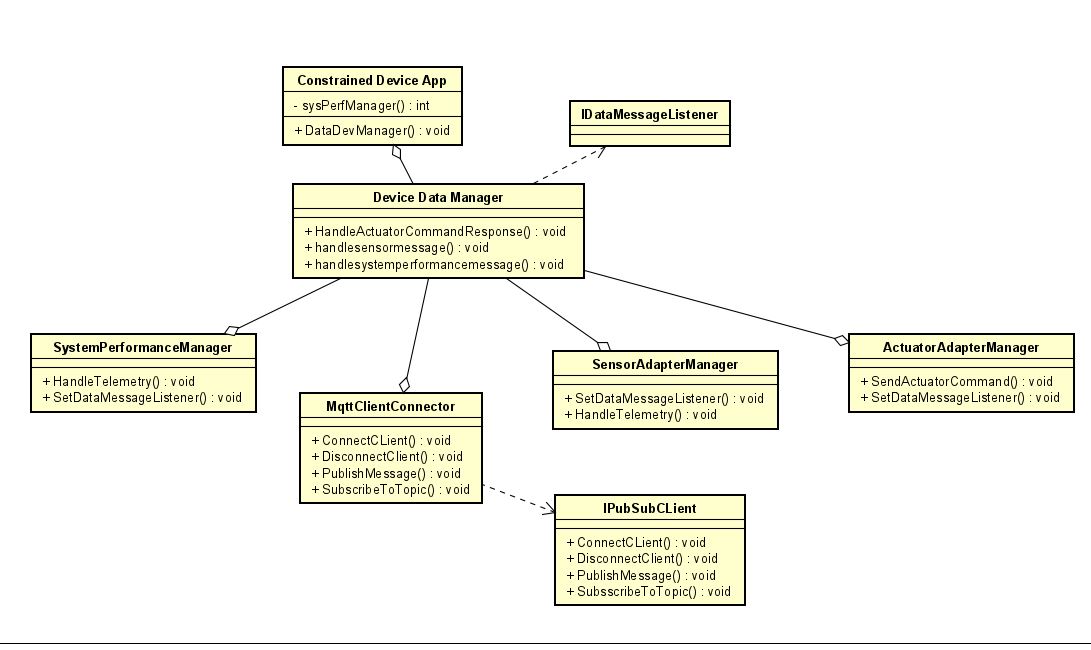 Constrained Device App
- sysPerfManager() : int
+ DataDevManager() : void
IDataMessageListener
Device Data Manager
+ HandleActuatorCommandResponse() : void
+ handlesensormessage() : void
+ handlesystemperformancemessage() : void
SystemPerformanceManager
+ HandleTelemetry() : void
+ SetDataMessageListener() : void
MqttClientConnector
+ ConnectCLient() : void
+ DisconnectClient() : void
+ PublishMessage() : void
+ SubscribeToTopic() : void
SensorAdapterManager
+ SetDataMessageListener() : void
+ HandleTelemetry() : void
ActuatorAdapterManager
+ SendActuatorCommand() : void
+ SetDataMessageListener() : void
IPubSubCLient
+ ConnectCLient() : void
+ DisconnectClient() : void
+ PublishMessage() : void
+ SubsscribeToTopic() : void